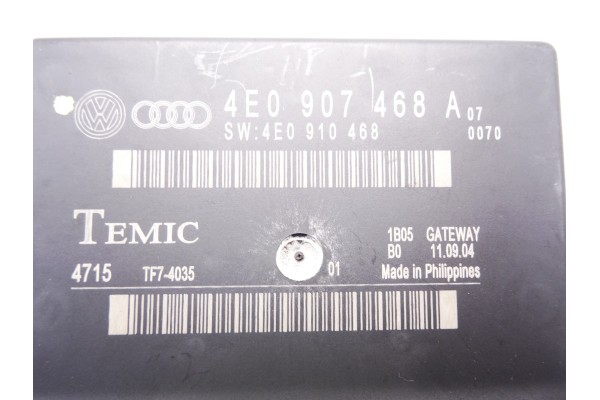 4E0 907 468 A 07
SW:4E0 910 468 0070
TEMIC
1B05 GATEWAY
B0 11.09.04
4715 TF7-4035 01 Made in Philippines